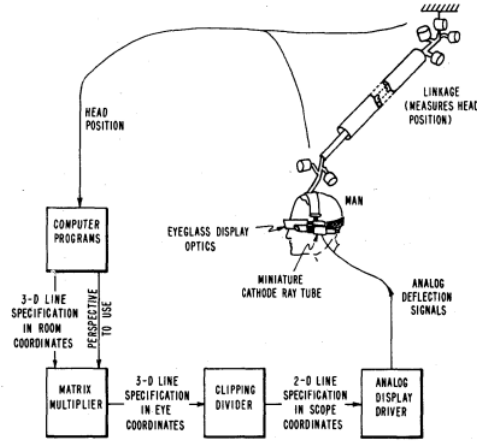 LINKAGE
(MEASURES HEAD
POSITION)
HEAD
POSITION
MAN
EYEGLASS DISPLAY
OPTICS
MINIATURE
CATHODE RAY TUBE
ANALOG
DEFLECTION
SIGNALS
COMPUTER
PROGRAMS
3-D LINE
SPECIFICATION
IN ROOM
COORDINATES
PERSPECTIVE
TO USE
MATRIX
MULTIPLIER
3-D LINE
SPECIFICATION
IN EYE
COORDINATES
CLIPPING
DIVIDER
2-D LINE
SPECIFICATION
IN SCOPE
COORDINATES
ANALOG
DISPLAY
DRIVER